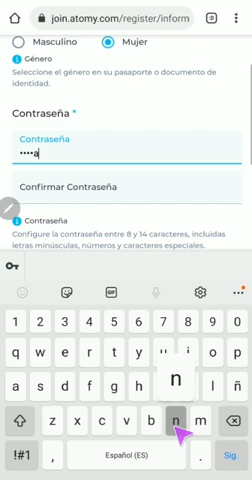 join.atomy.com/register/inform
Masculino Mujer
Género
Seleccione el género en su pasaporte o documento de
identidad.
Contraseña *
Contraseña
••••a
Confirmar Contraseña
Contraseña
Configure la contraseña entre 8 y 14 caracteres, incluidas
letras minúsculas, números y caracteres especiales.
GIF
1 2 3 4 5 6 7 8 9 0
q w e r t y u i o p
n
a s d f g h l ñ
z x c v b n m
!#1 , Español (ES) . Sig.